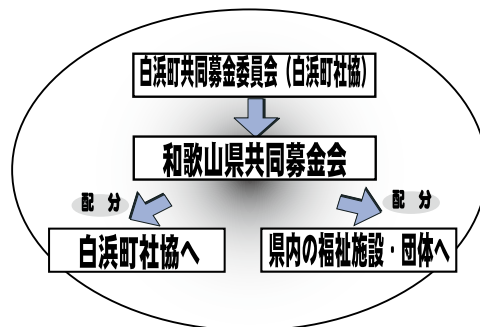 白浜町共同募金委員会（白浜町社協）
和歌山県共同募金会
配 分
配 分
白浜町社協へ
県内の福祉施設・団体へ